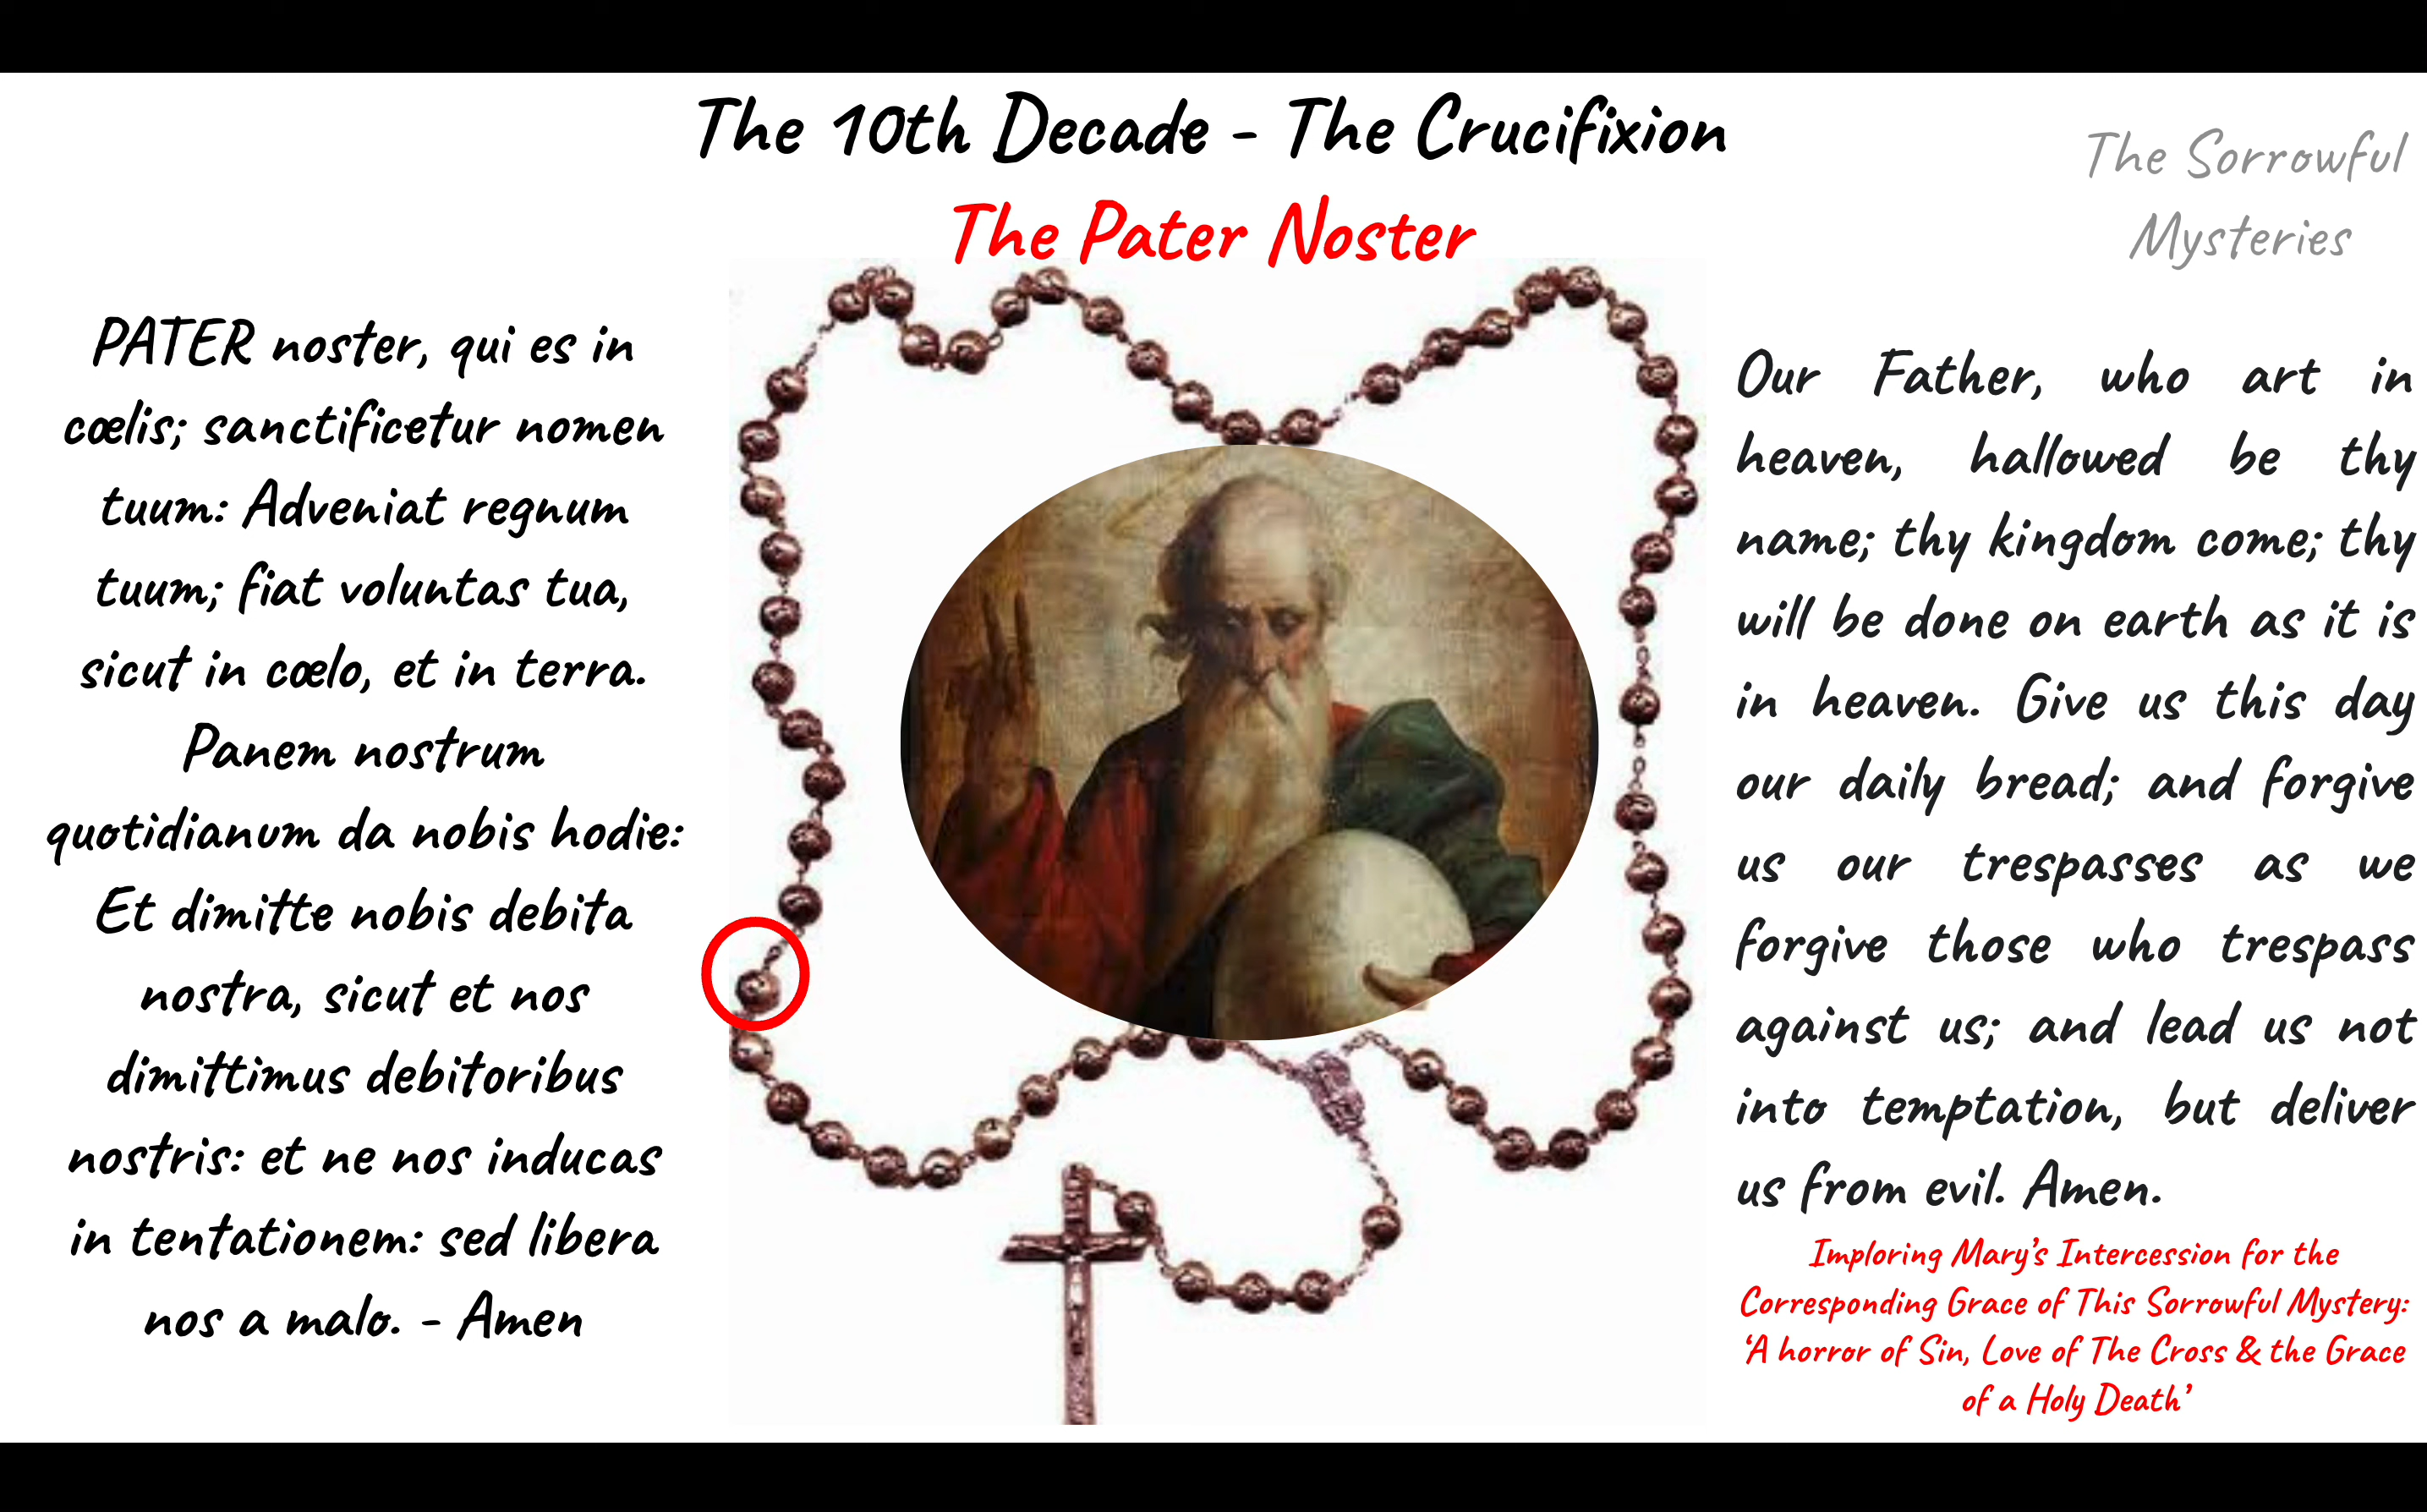 The 10th Decade - The Crucifixion
The Pater Noster
The Sorrowful
Mysteries
PATER noster, qui es in
cœlis; sanctificetur nomen
tuum: Adveniat regnum
tuum; fiat voluntas tua,
sicut in cœlo, et in terra.
Panem nostrum
quotidianum da nobis hodie:
Et dimitte nobis debita
nostra, sicut et nos
dimittimus debitoribus
nostris: et ne nos inducas
in tentationem: sed libera
nos a malo. - Amen
Our Father, who art in
heaven, hallowed be thy
name; thy kingdom come; thy
will be done on earth as it is
in heaven. Give us this day
our daily bread; and forgive
us our trespasses as we
forgive those who trespass
against us; and lead us not
into temptation, but deliver
us from evil. Amen.
Imploring Mary's Intercession for the
Corresponding Grace of This Sorrowful Mystery:
'A horror of Sin, Love of The Cross & the Grace
of a Holy Death'